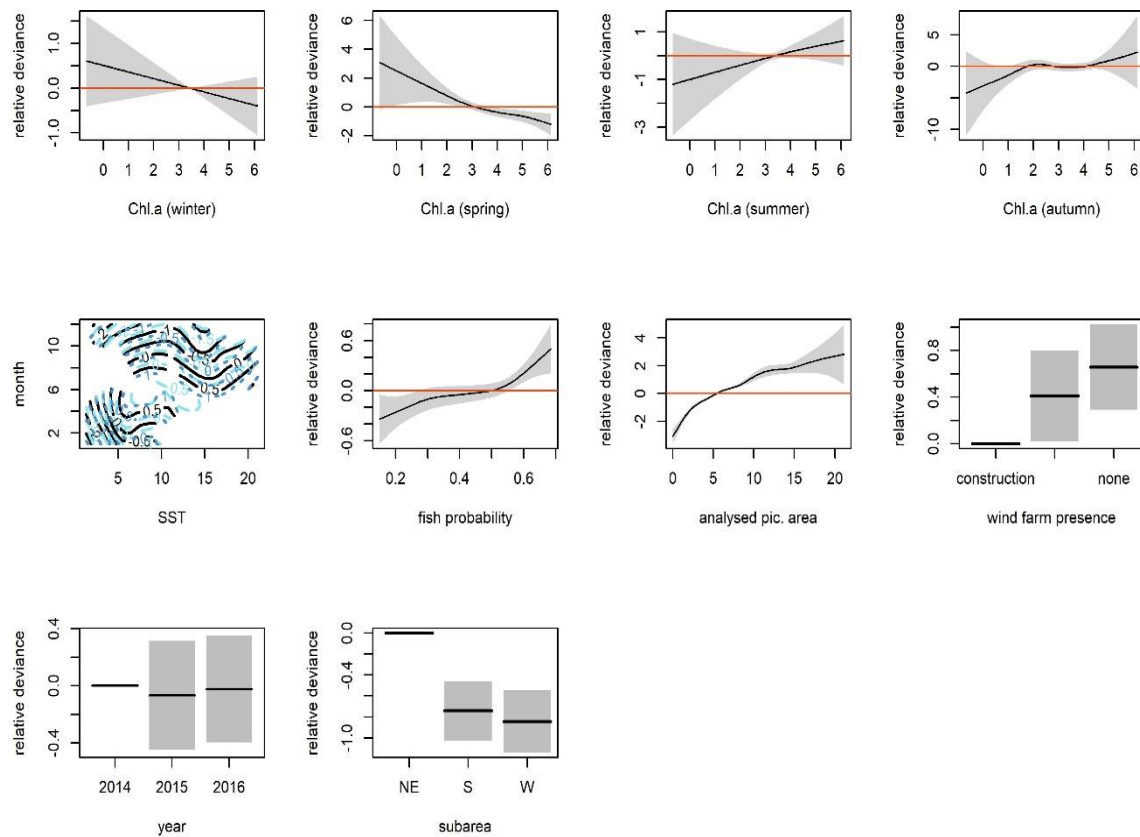 relative deviance
1.0
0.0
-1.0
0 1 2 3 4 5 6
Chl.a (winter)
relative deviance
6
4
2
0
-2
0 1 2 3 4 5 6
Chl.a (spring)
relative deviance
1
-1
-3
0 1 2 3 4 5 6
Chl.a (summer)
relative deviance
5
0
-10
0 1 2 3 4 5 6
Chl.a (autumn)
month
10
6
2
5 10 15 20
SST
relative deviance
0.6
0.0
-0.6
0.2 0.4 0.6
fish probability
relative deviance
4
2
0
-2
0 5 10 15 20
analysed pic. area
relative deviance
0.8
0.4
0.0
construction none
wind farm presence
relative deviance
0.4
0.0
-0.4
2014 2015 2016
year
relative deviance
0.0
-0.4
-1.0
NE S W
subarea